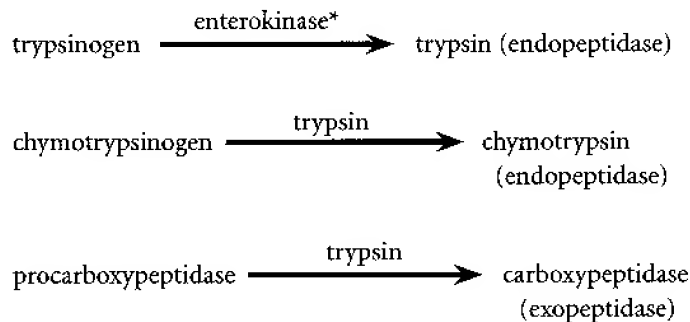 enterokinase*
trypsinogen trypsin (endopeptidase)
trypsin
chymotrypsinogen chymotrypsin
(endopeptidase)
trypsin
procarboxypeptidase carboxypeptidase
(exopeptidase)